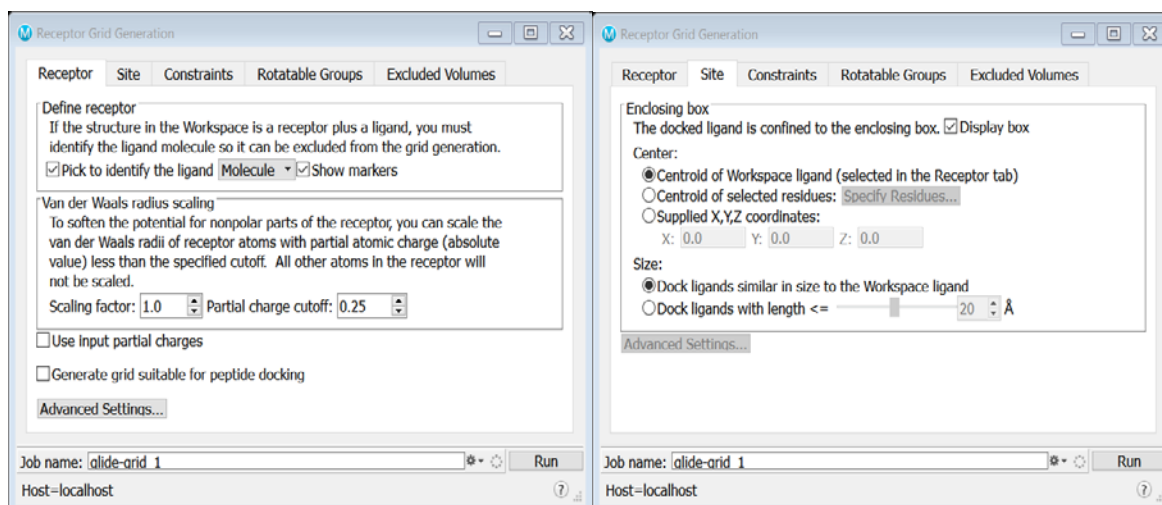 Receptor Grid Generation
Receptor Site Constraints Rotatable Groups Excluded Volumes
Define receptor
If the structure in the Workspace is a receptor plus a ligand, you must
identify the ligand molecule so it can be excluded from the grid generation.
Pick to identify the ligand Molecule Show markers
Van der Waals radius scaling
To soften the potential for nonpolar parts of the receptor, you can scale the
van der Waals radii of receptor atoms with partial atomic charge (absolute
value) less than the specified cutoff. All other atoms in the receptor will
not be scaled.
Scaling factor: 1.0 Partial charge cutoff: 0.25
Use input partial charges
Generate grid suitable for peptide docking
Advanced Settings...
Job name: glide-grid_1 Run
Host=localhost
Receptor Grid Generation
Receptor Site Constraints Rotatable Groups Excluded Volumes
Enclosing box
The docked ligand is confined to the enclosing box. Display box
Center:
Centroid of Workspace ligand (selected in the Receptor tab)
Centroid of selected residues: Specify Residues...
Supplied X,Y,Z coordinates:
X: 0.0 Y: 0.0 Z: 0.0
Size:
Dock ligands similar in size to the Workspace ligand
Dock ligands with length <= 20 Å
Advanced Settings...
Job name: glide-grid_1 Run
Host=localhost